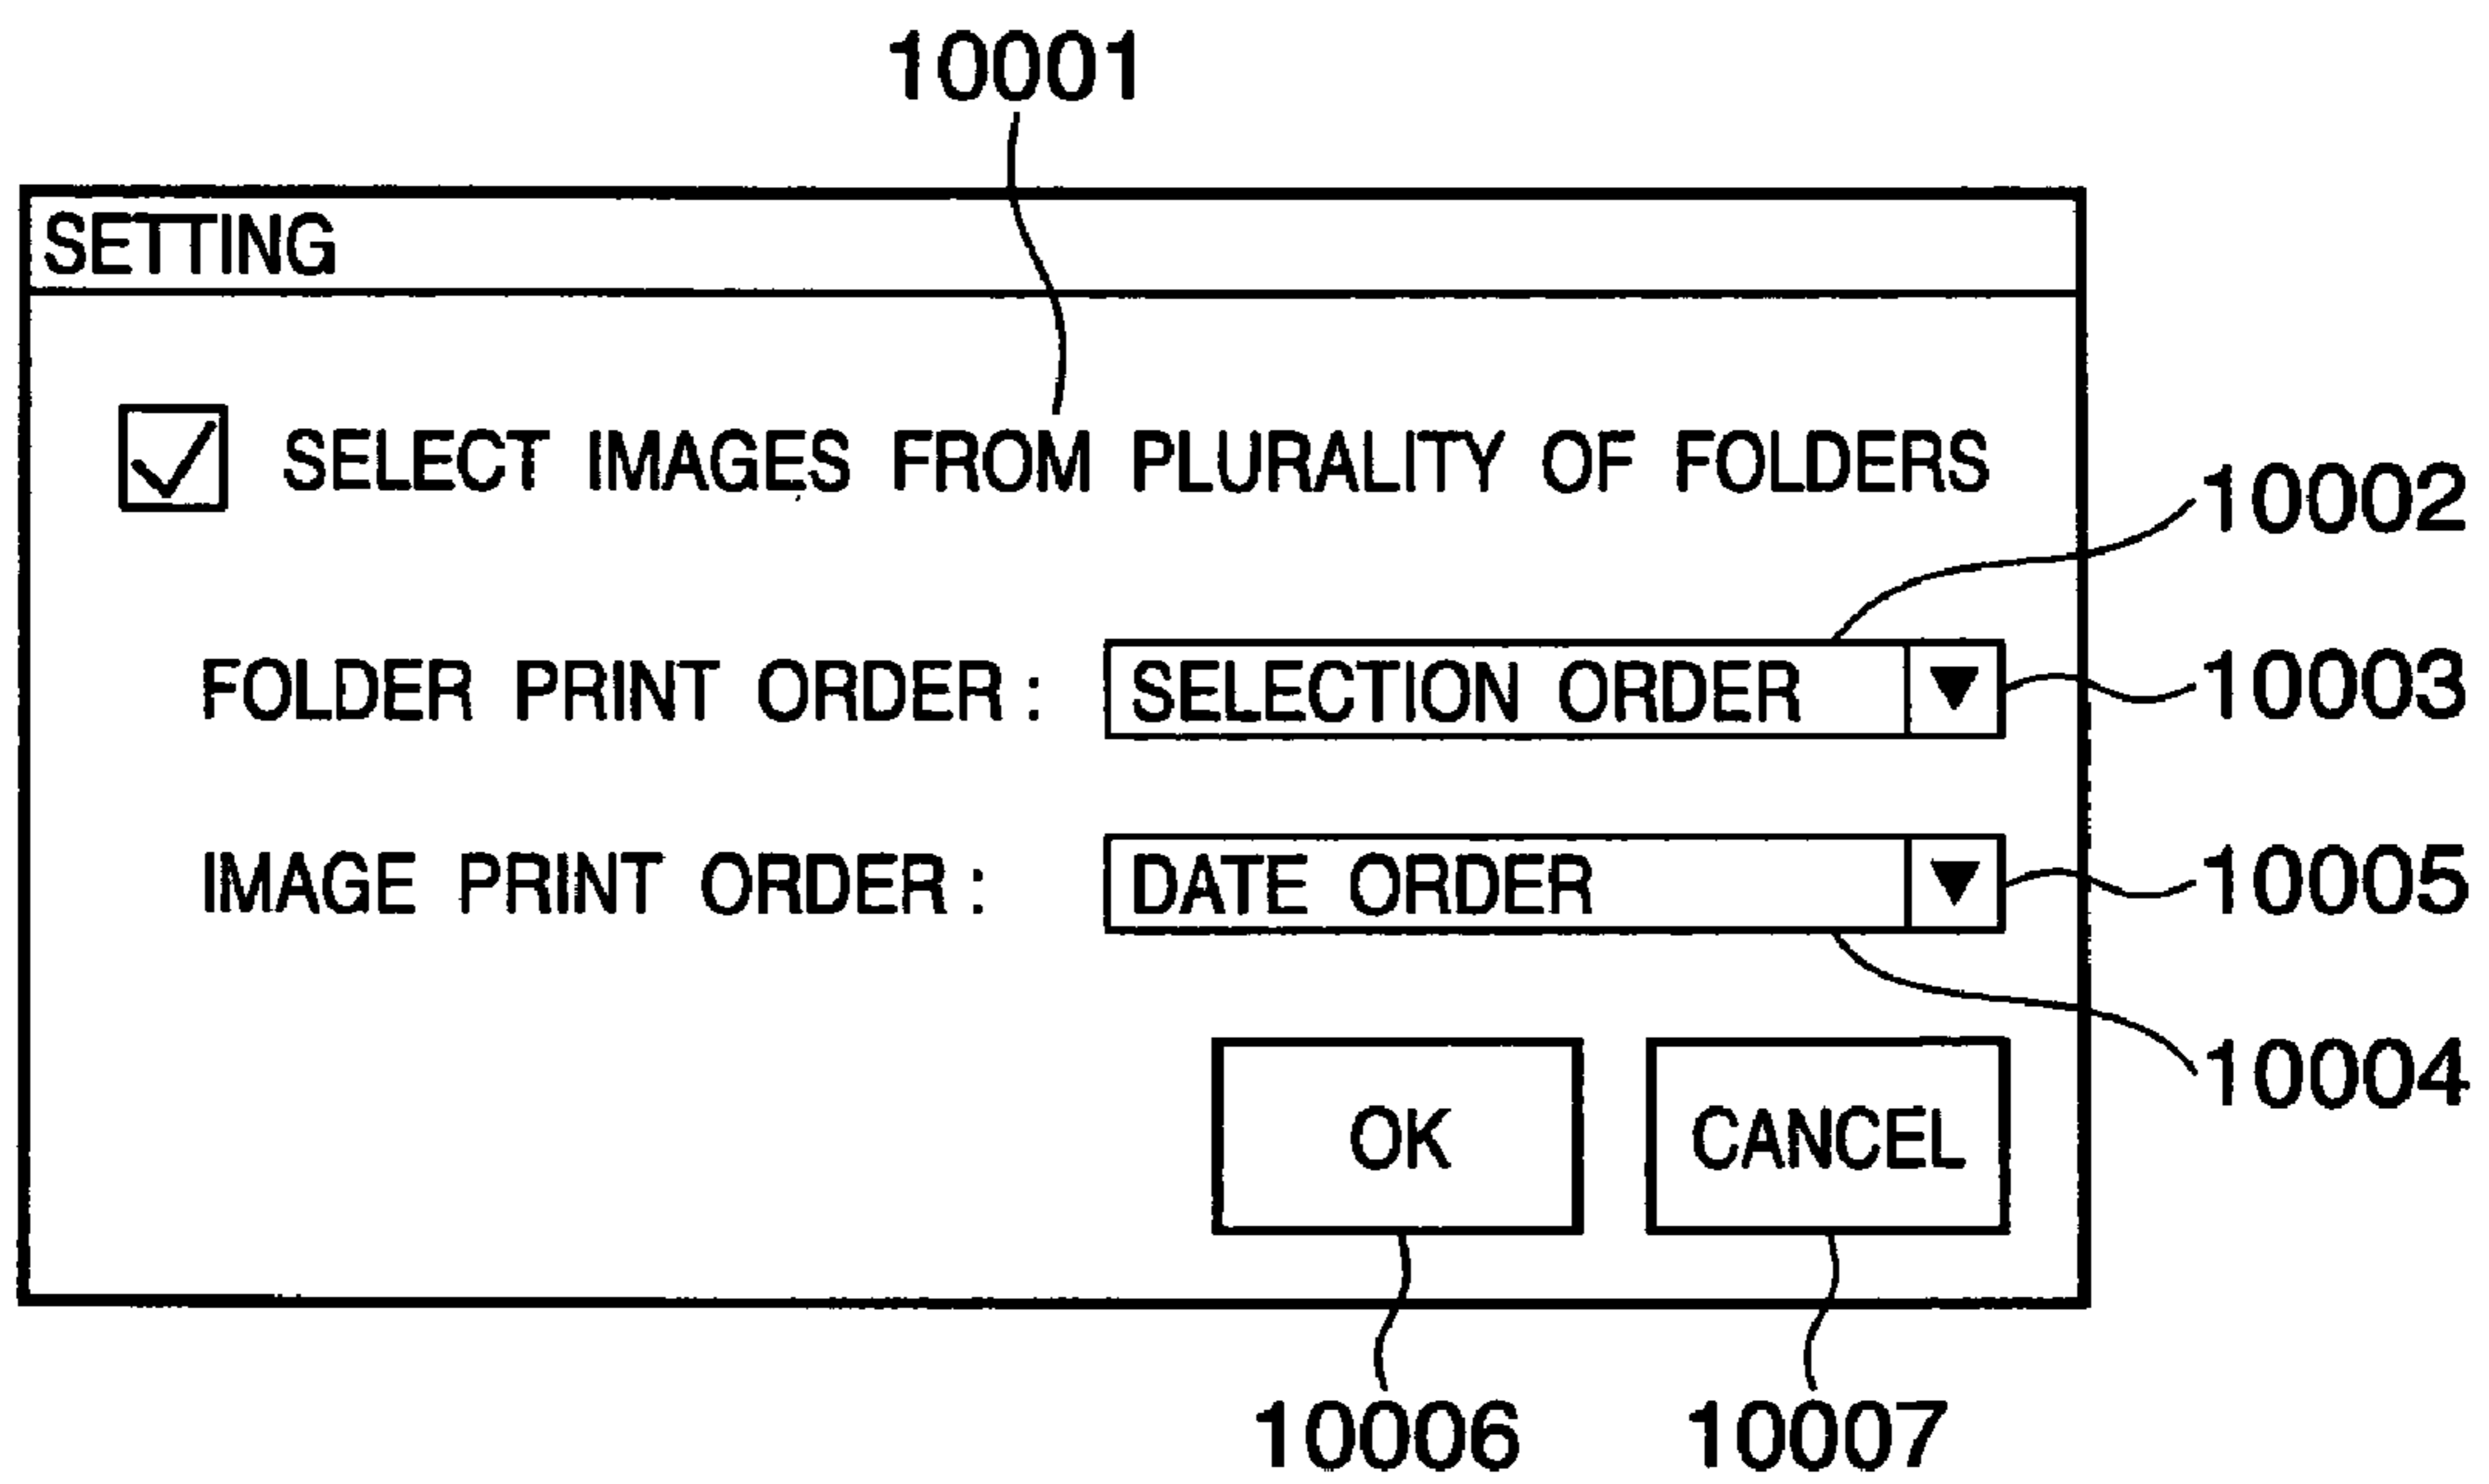 10001
SETTING
SELECT IMAGES FROM PLURALITY OF FOLDERS
10002
FOLDER PRINT ORDER: SELECTION ORDER
10003
IMAGE PRINT ORDER: DATE ORDER
10005
10004
OK CANCEL
10006 10007